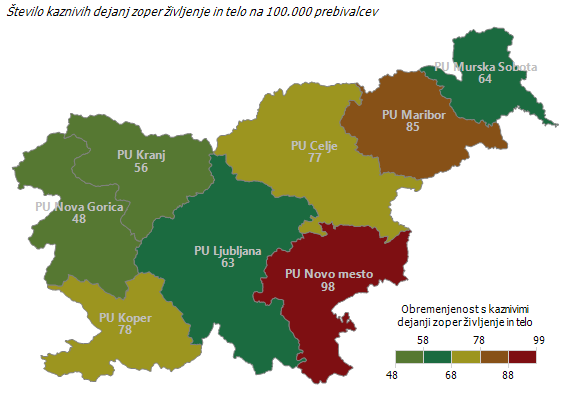 Število kaznivih dejanj zoper življenje in telo na 100.000 prebivalcev
PU Murska Sobota
64
PU Maribor
85
PU Celje
77
PU Kranj
56
PU Nova Gorica
48
PU Ljubljana
63
PU Novo mesto
98
PU Koper
78
Obremenjenost s kaznivimi
dejanji zoper življenje in telo
58 78 99
48 68 88